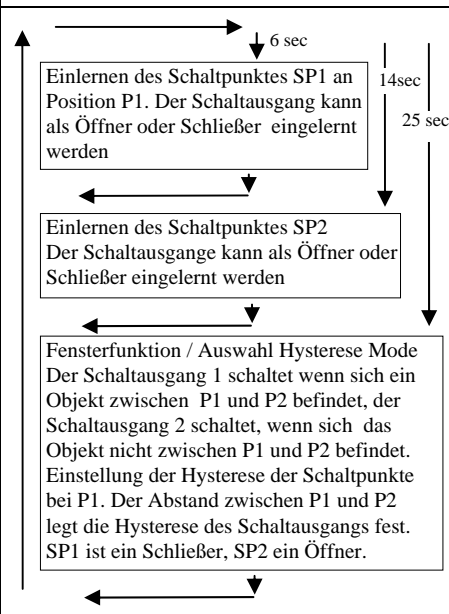 6 sec
14sec
25 sec
Einlernen des Schaltpunktes SP1 an
Position P1. Der Schaltausgang kann
als Öffner oder Schließer eingelernt
werden
Einlernen des Schaltpunktes SP2
Der Schaltausgange kann als Öffner oder
Schließer eingelernt werden
Fensterfunktion / Auswahl Hysterese Mode
Der Schaltausgang 1 schaltet wenn sich ein
Objekt zwischen P1 und P2 befindet, der
Schaltausgang 2 schaltet, wenn sich das
Objekt nicht zwischen P1 und P2 befindet.
Einstellung der Hysterese der Schaltpunkte
bei P1. Der Abstand zwischen P1 und P2
legt die Hysterese des Schaltausgangs fest.
SP1 ist ein Schließer, SP2 ein Öffner.